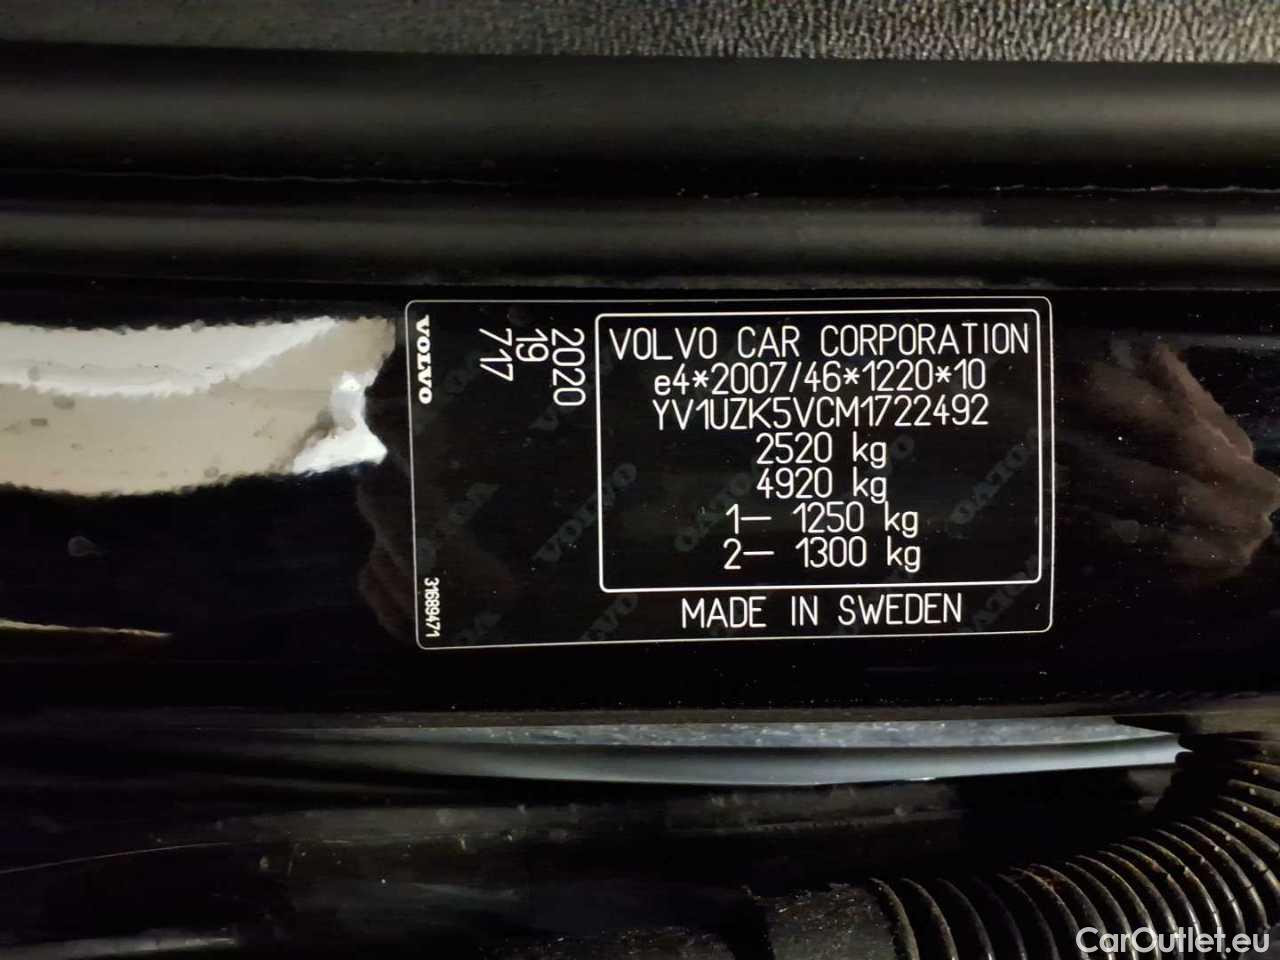 VOLVO
31689471
2020
19
717
VOLVO CAR CORPORATION
e4*2007/46*1220*10
YV1UZK5VCM1722492
2520 kg
4920 kg
1— 1250 kg
2— 1300 kg
MADE IN SWEDEN
CarOutlet.eu